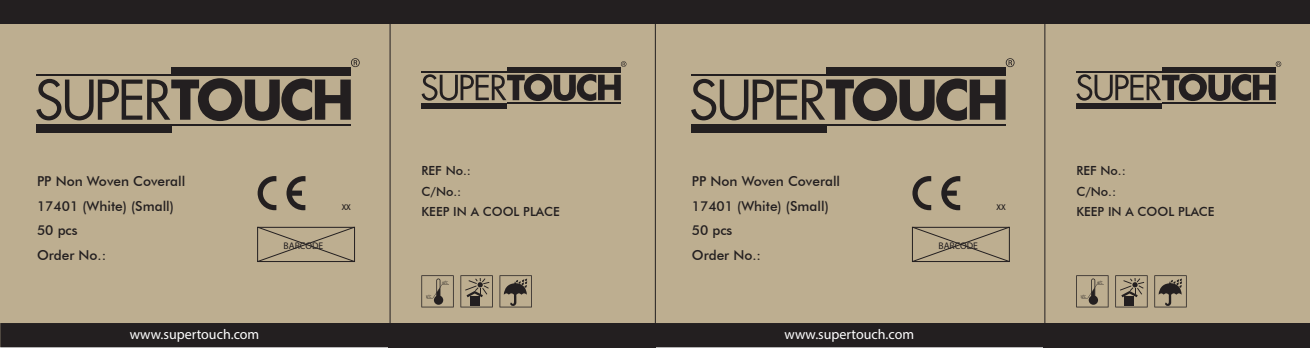 SUPERTOUCH®
PP Non Woven Coverall
17401 (White) (Small)
50 pcs
Order No.:
CE
xx
BARCODE
www.supertouch.com
SUPERTOUCH®
REF No.:
C/No.:
KEEP IN A COOL PLACE
SUPERTOUCH®
PP Non Woven Coverall
17401 (White) (Small)
50 pcs
Order No.:
CE
xx
BARCODE
www.supertouch.com
SUPERTOUCH®
REF No.:
C/No.:
KEEP IN A COOL PLACE